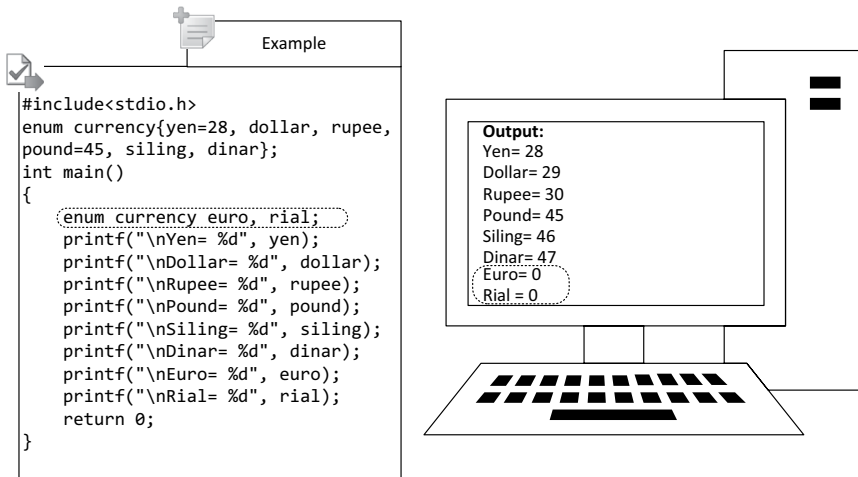 Example
#include<stdio.h>
enum currency{yen=28, dollar, rupee,
pound=45, siling, dinar};
int main()
{
enum currency euro, rial;
printf("\nYen= %d", yen);
printf("\nDollar= %d", dollar);
printf("\nRupee= %d", rupee);
printf("\nPound= %d", pound);
printf("\nSiling= %d", siling);
printf("\nDinar= %d", dinar);
printf("\nEuro= %d", euro);
printf("\nRial= %d", rial);
return 0;
}
Output:
Yen= 28
Dollar= 29
Rupee= 30
Pound= 45
Siling= 46
Dinar= 47
Euro= 0
Rial = 0